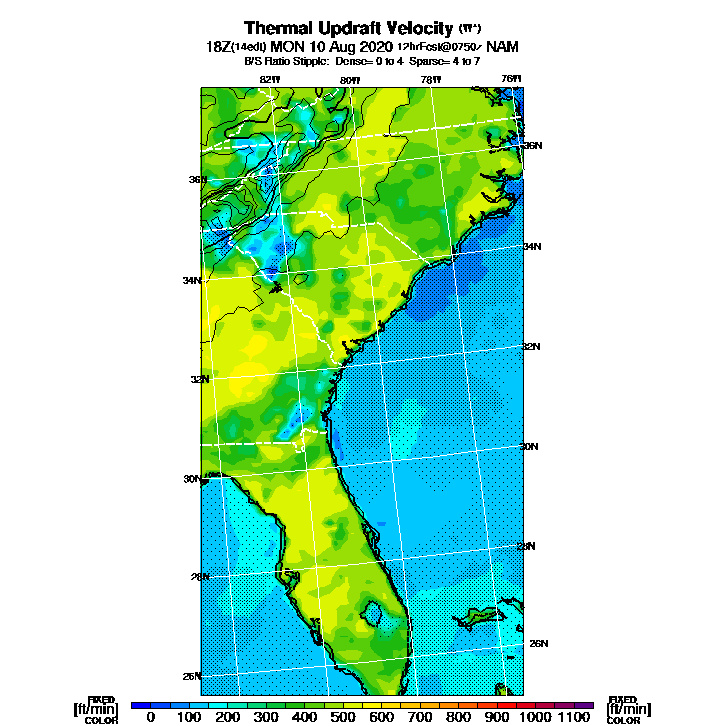 Thermal Updraft Velocity (W*)
18Z(14edt) MON 10 Aug 2020 12hrFcst@0750z NAM
B/S Ratio Stipple: Dense= 0 to 4 Sparse= 4 to 7
82W 80W 78W 76W
36N 36N
34N 34N
32N 32N
30N 30N
28N 28N
26N 26N
FIXED FIXED
[ft/min] 0 100 200 300 400 500 600 700 800 900 1000 1100 [ft/min]
COLOR COLOR